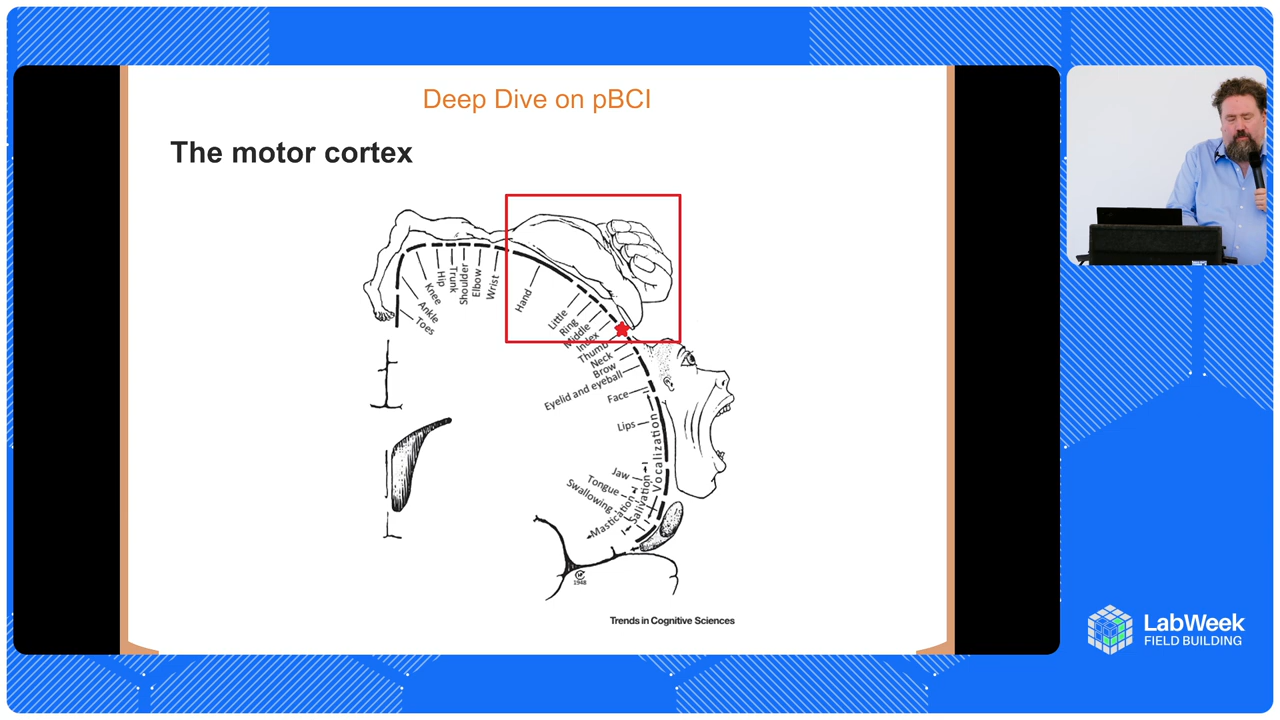 Deep Dive on pBCI
The motor cortex
Toes
Ankle
Knee
Hip
Trunk
Shoulder
Elbow
Wrist
Hand
Little
Ring
Middle
Index
Thumb
Neck
Brow
Eyelid and eyeball
Face
Lips
Vocalization
Jaw
Tongue
Swallowing
Mastication
Salivation
1948
Trends in Cognitive Sciences
LabWeek
FIELD BUILDING